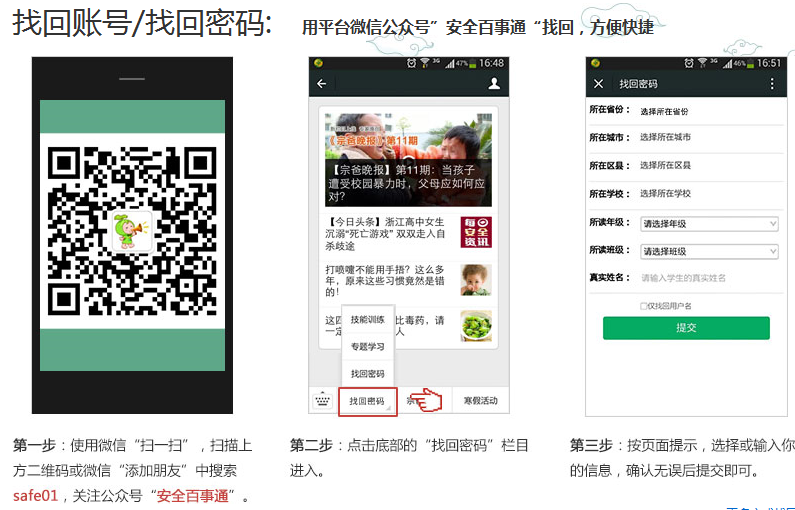 找回账号/找回密码:
用平台微信公众号”安全百事通“找回，方便快捷
3G 47% 16:48
《宗爸晚报》第11期
【宗爸晚报】第11期：当孩子
遭受校园暴力时，父母应如何应
对?
【今日头条】浙江高中女生
沉溺“死亡游戏” 双双走入自
杀歧途
每日
安全
资讯
打喷嚏不能用手捂? 这么多
年，原来这些习惯竟然是错
的!
这四
比毒药，请
一定
人
技能训练
专题学习
找回密码
找回密码
寒假活动
3G 46% 16:51
找回密码
所在省份： 选择所在省份
所在城市： 选择所在城市
所在区县： 选择所在区县
所在学校： 选择所在学校
所读年级： 请选择年级
所读班级： 请选择班级
真实姓名： 请输入学生的真实姓名
仅找回用户名
提交
第一步：使用微信“扫一扫”，扫描上
方二维码或微信“添加朋友”中搜索
safe01，关注公众号“安全百事通”。
第二步：点击底部的“找回密码”栏目
进入。
第三步：按页面提示，选择或输入你
的信息，确认无误后提交即可。